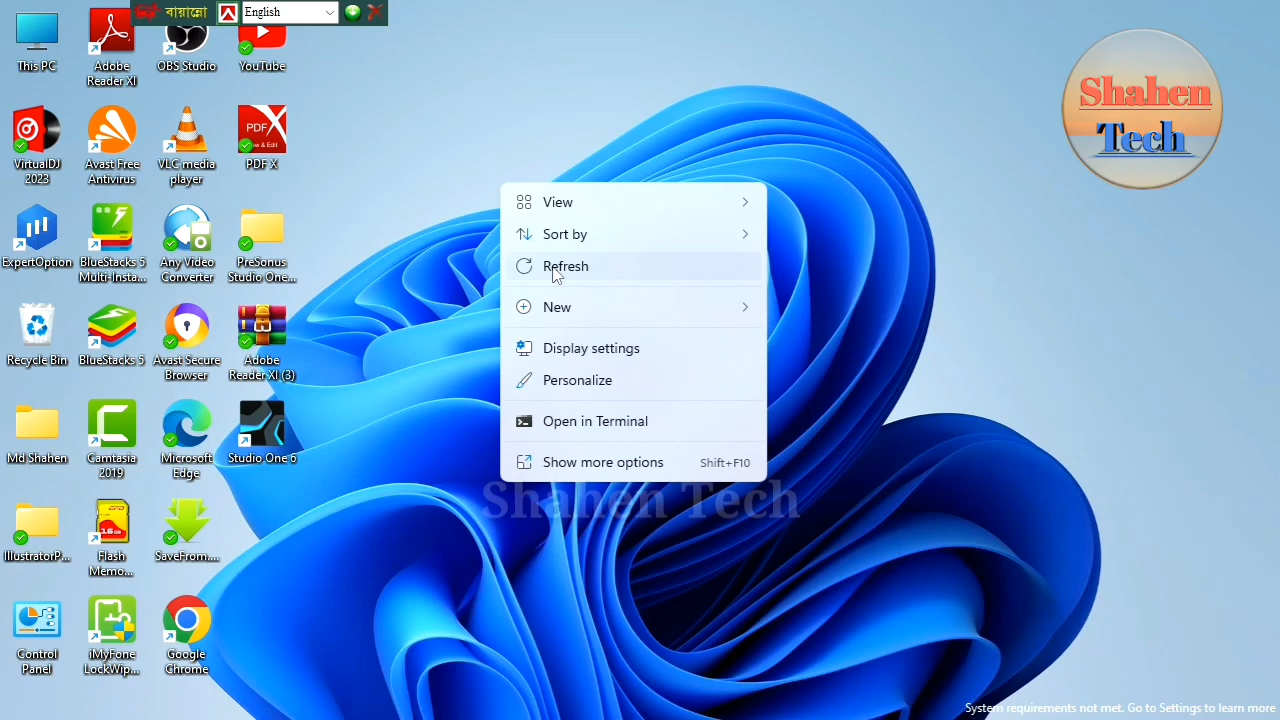 বায়ান্নো
English
This PC
Adobe
Reader XI
OBS Studio
YouTube
VirtualDJ
2023
Avast Free
Antivirus
VLC media
player
PDF X
ExpertOption
BlueStacks 5
Multi-Insta...
Any Video
Converter
PreSonus
Studio One...
Recycle Bin
BlueStacks 5
Avast Secure
Browser
Adobe
Reader XI (3)
Md Shahen
Camtasia
2019
Microsoft
Edge
Studio One 6
IllustratorP...
Flash
Memo...
SaveFrom....
Control
Panel
iMyFone
LockWip...
Google
Chrome
View
Sort by
Refresh
New
Display settings
Personalize
Open in Terminal
Show more options Shift+F10
Shahen Tech
Shahen
Tech
System requirements not met. Go to Settings to learn more